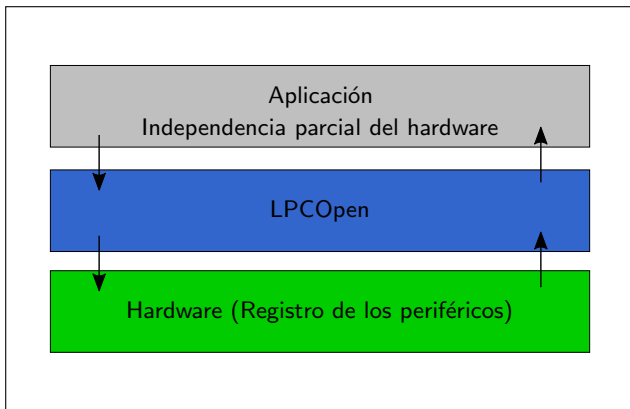 Aplicación
Independencia parcial del hardware
LPCOpen
Hardware (Registro de los periféricos)